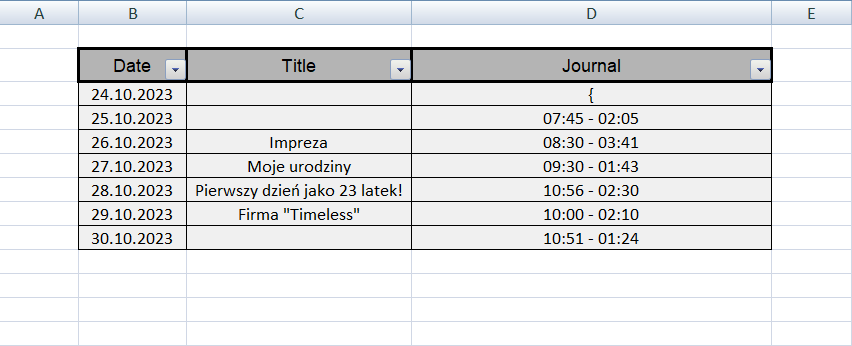 A B C D E
Date Title Journal
24.10.2023 {
25.10.2023 07:45 - 02:05
26.10.2023 Impreza 08:30 - 03:41
27.10.2023 Moje urodziny 09:30 - 01:43
28.10.2023 Pierwszy dzień jako 23 latek! 10:56 - 02:30
29.10.2023 Firma "Timeless" 10:00 - 02:10
30.10.2023 10:51 - 01:24